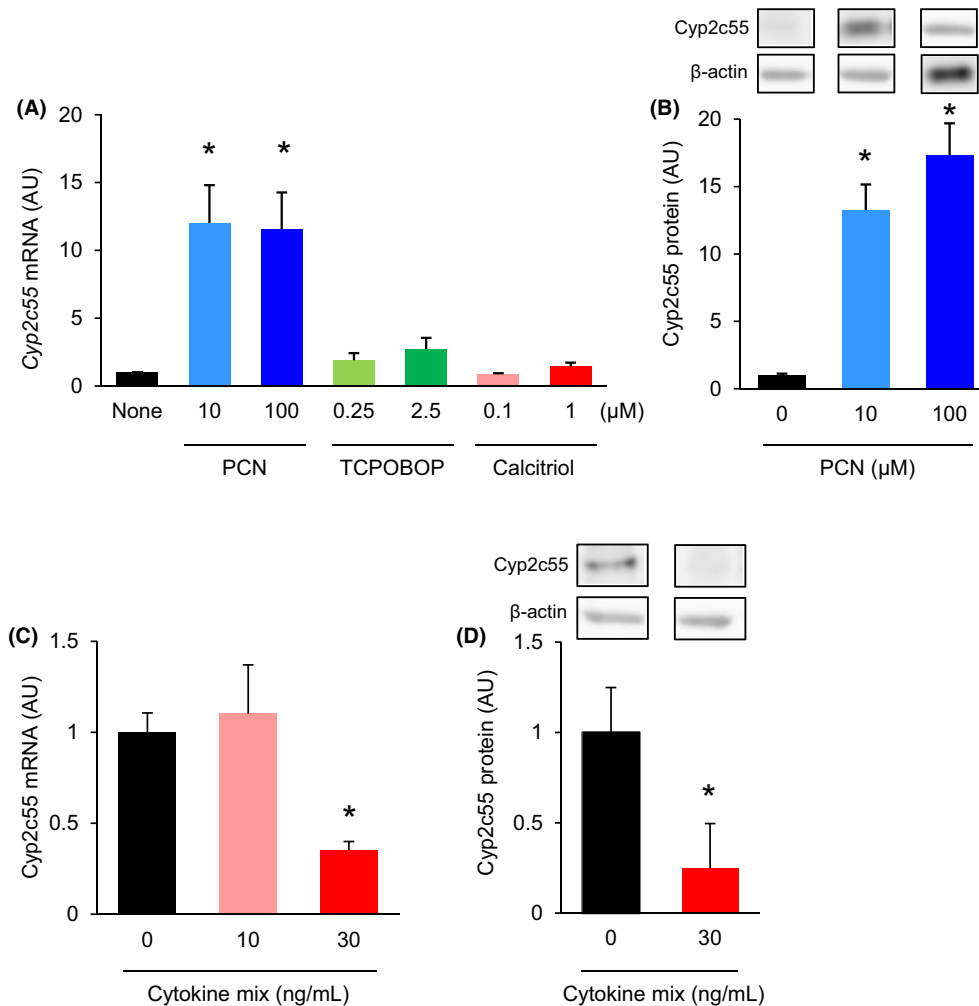 Cyp2c55
β-actin
(A)
Cyp2c55 mRNA (AU)
20
15
10
5
0
* *
None 10 100 0.25 2.5 0.1 1 (μM)
PCN TCPOBOP Calcitriol
(B)
Cyp2c55 protein (AU)
20
15
10
5
0
* *
0 10 100
PCN (μM)
(C)
Cyp2c55 mRNA (AU)
1.5
1
0.5
0
*
0 10 30
Cytokine mix (ng/mL)
Cyp2c55
β-actin
(D)
Cyp2c55 protein (AU)
1.5
1
0.5
0
*
0 30
Cytokine mix (ng/mL)